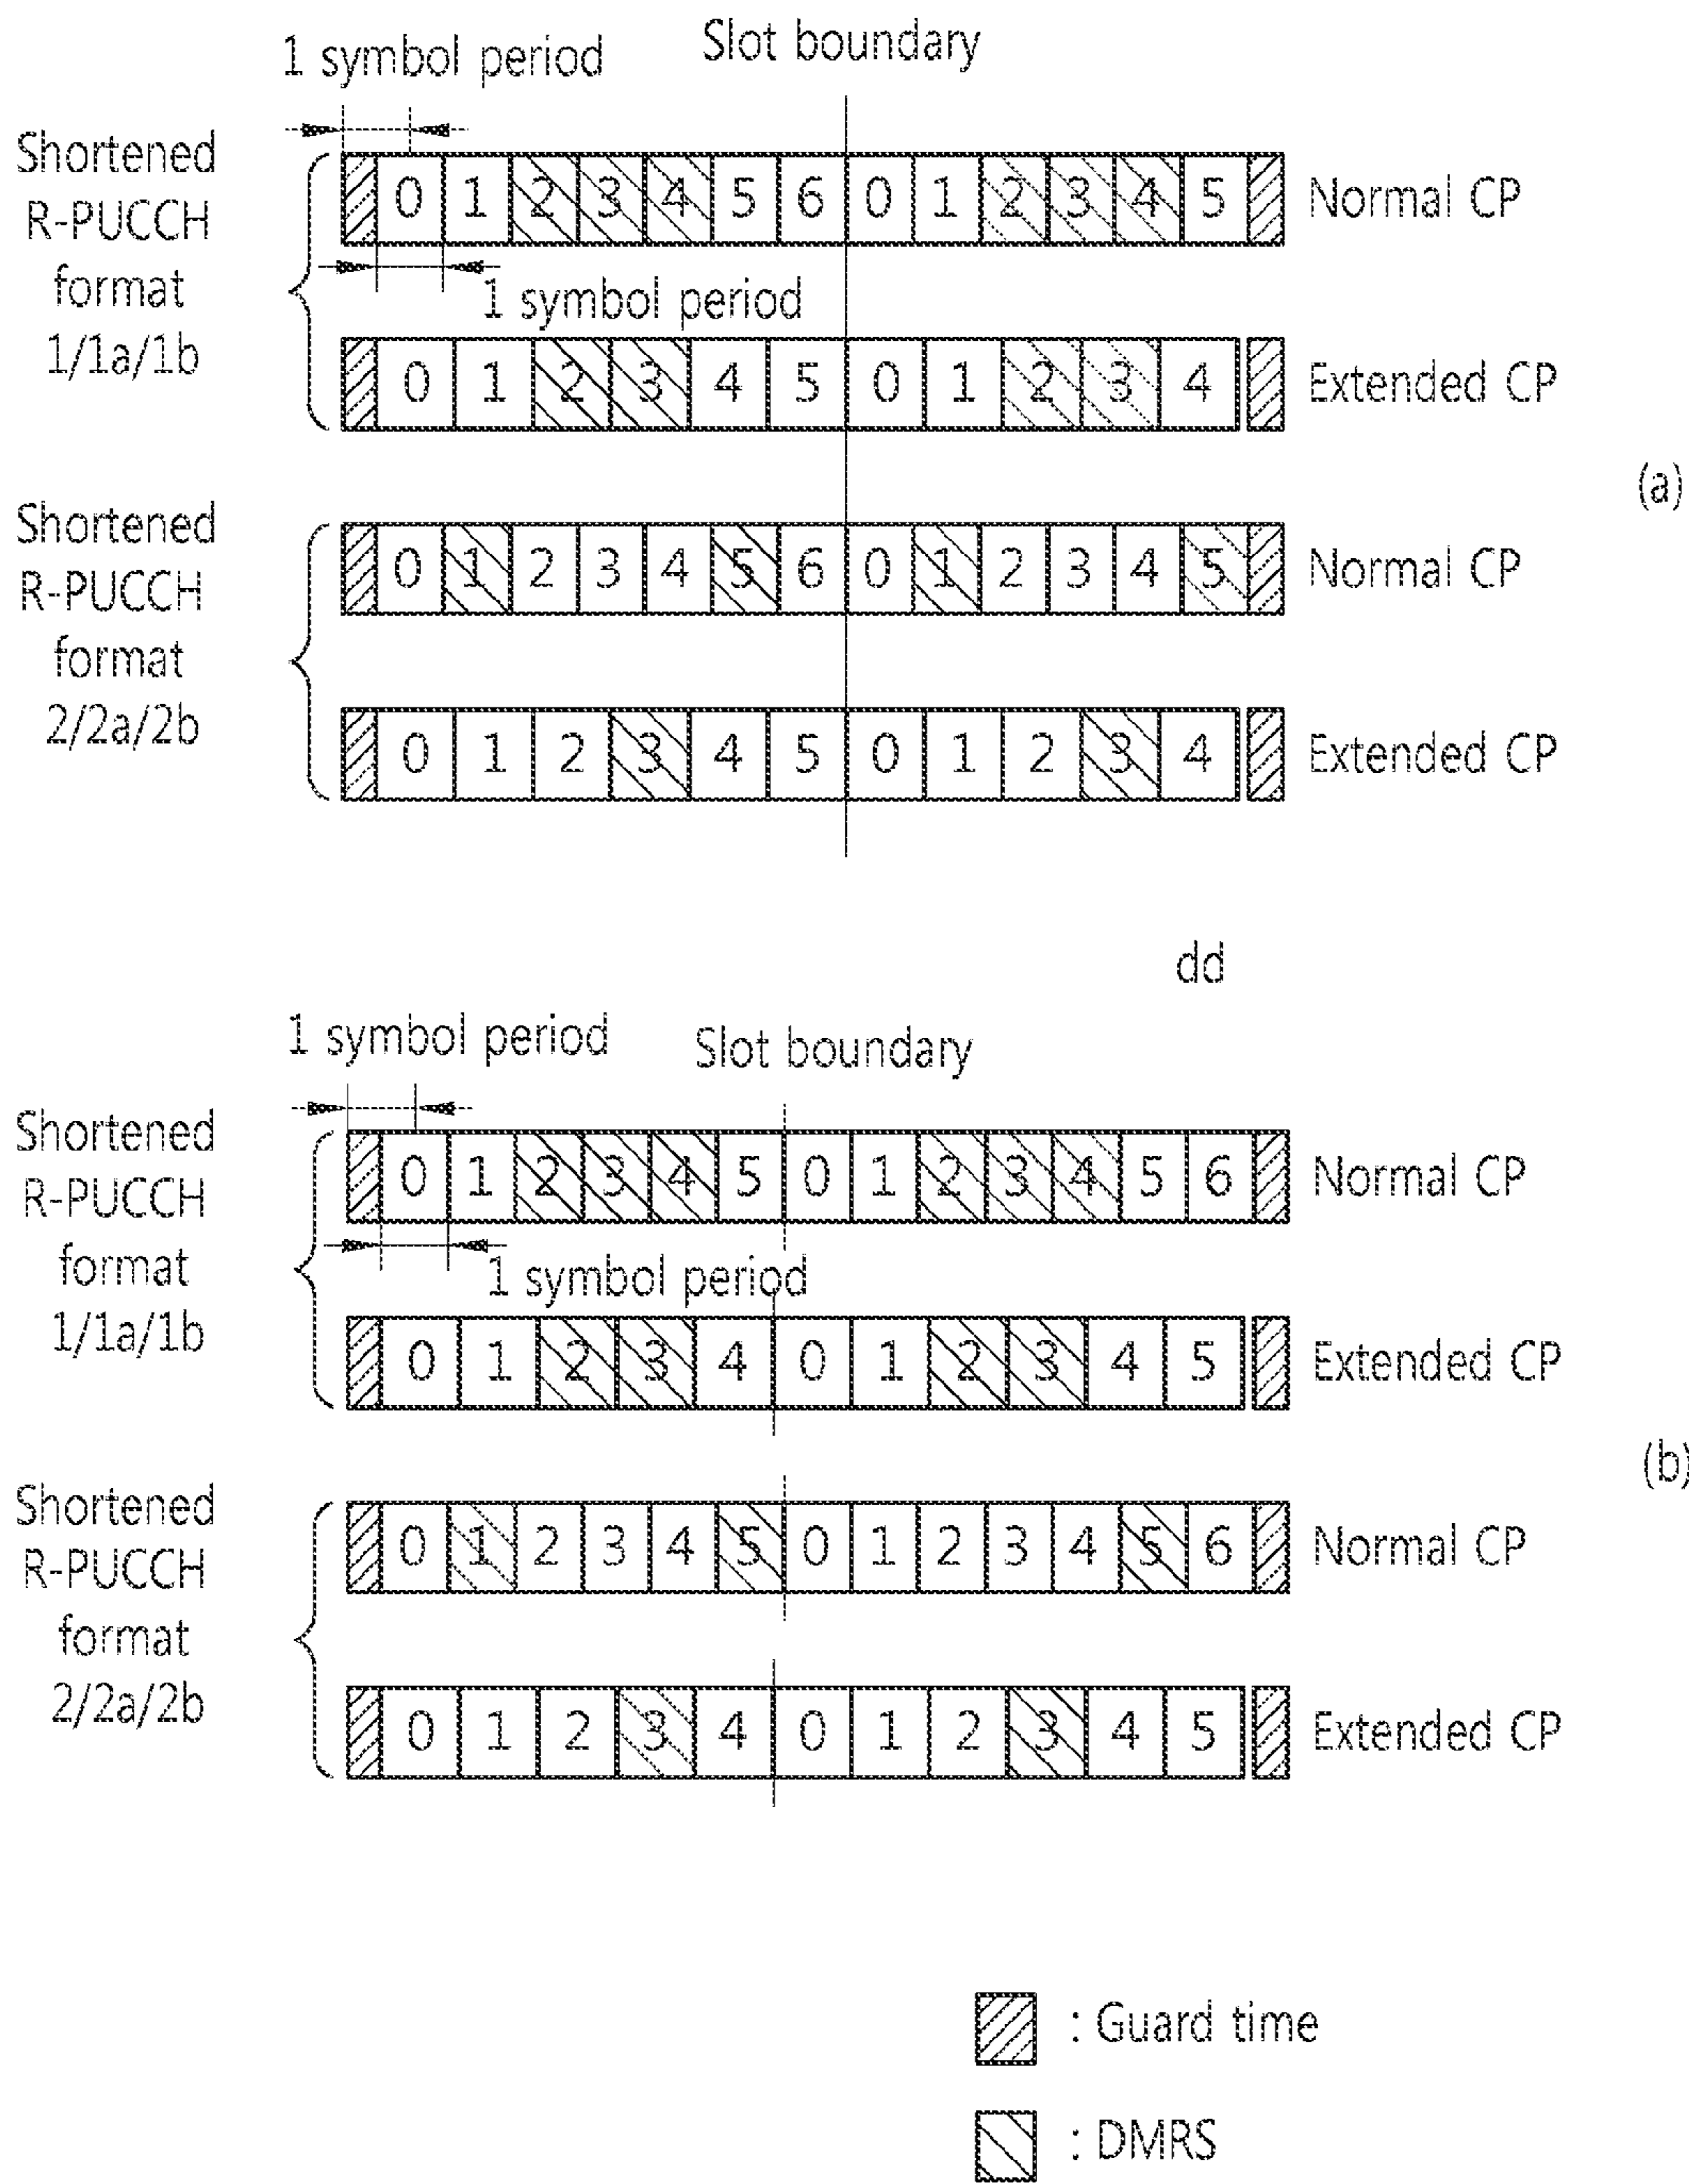 1 symbol period
Slot boundary
Shortened
R-PUCCH
format
1/1a/1b
0 1 2 3 4 5 6 0 1 2 3 4 5
Normal CP
1 symbol period
0 1 2 3 4 5 0 1 2 3 4
Extended CP
(a)
Shortened
R-PUCCH
format
2/2a/2b
0 1 2 3 4 5 6 0 1 2 3 4 5
Normal CP
0 1 2 3 4 5 0 1 2 3 4
Extended CP
dd
1 symbol period
Slot boundary
Shortened
R-PUCCH
format
1/1a/1b
0 1 2 3 4 5 0 1 2 3 4 5 6
Normal CP
1 symbol period
0 1 2 3 4 0 1 2 3 4 5
Extended CP
(b)
Shortened
R-PUCCH
format
2/2a/2b
0 1 2 3 4 5 0 1 2 3 4 5 6
Normal CP
0 1 2 3 4 0 1 2 3 4 5
Extended CP
: Guard time
: DMRS